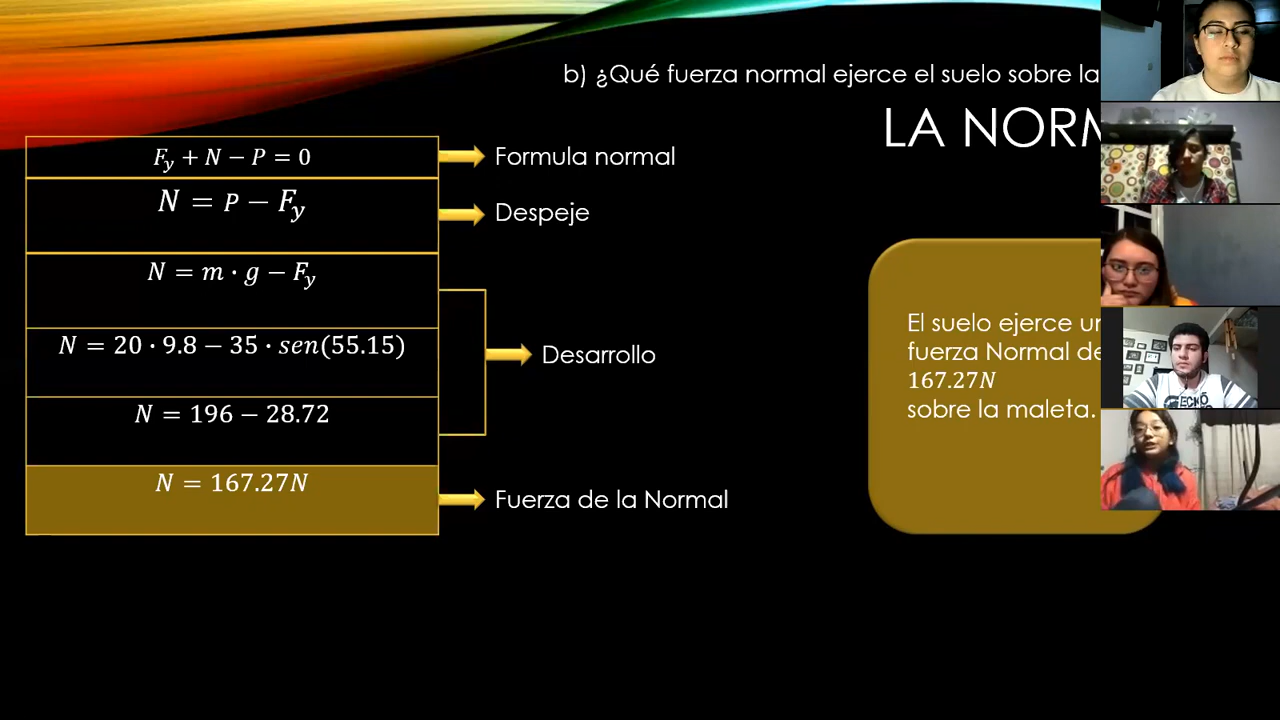 b) ¿Qué fuerza normal ejerce el suelo sobre la
LA NORM
F_y + N − P = 0
Formula normal
N = P − F_y
Despeje
N = m · g − F_y
N = 20 · 9.8 − 35 · sen(55.15)
Desarrollo
N = 196 − 28.72
N = 167.27N
Fuerza de la Normal
El suelo ejerce un
fuerza Normal de
167.27N
sobre la maleta.